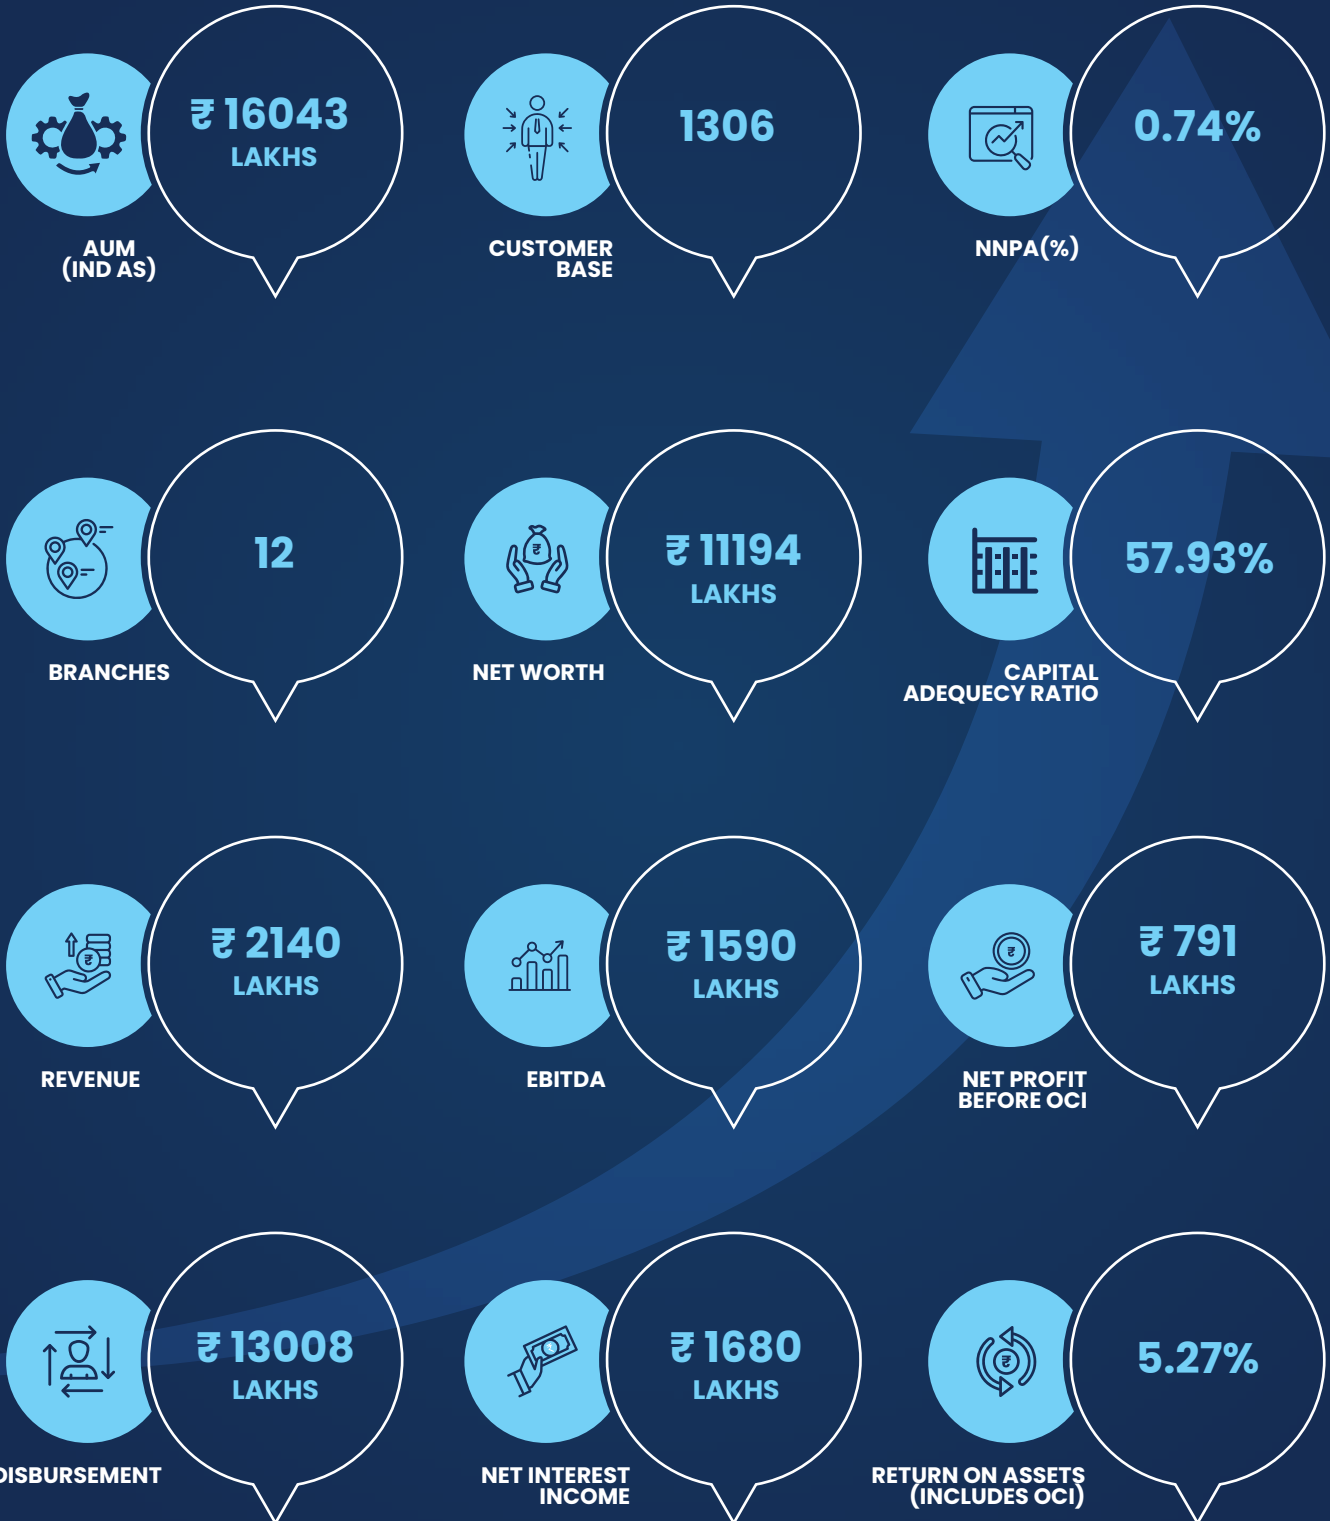 ₹ 16043
LAKHS
AUM
(IND AS)
1306
CUSTOMER
BASE
0.74%
NNPA(%)
12
BRANCHES
₹ 11194
LAKHS
NET WORTH
57.93%
CAPITAL
ADEQUECY RATIO
₹ 2140
LAKHS
REVENUE
₹ 1590
LAKHS
EBITDA
₹ 791
LAKHS
NET PROFIT
BEFORE OCI
₹ 13008
LAKHS
DISBURSEMENT
₹ 1680
LAKHS
NET INTEREST
INCOME
5.27%
RETURN ON ASSETS
(INCLUDES OCI)